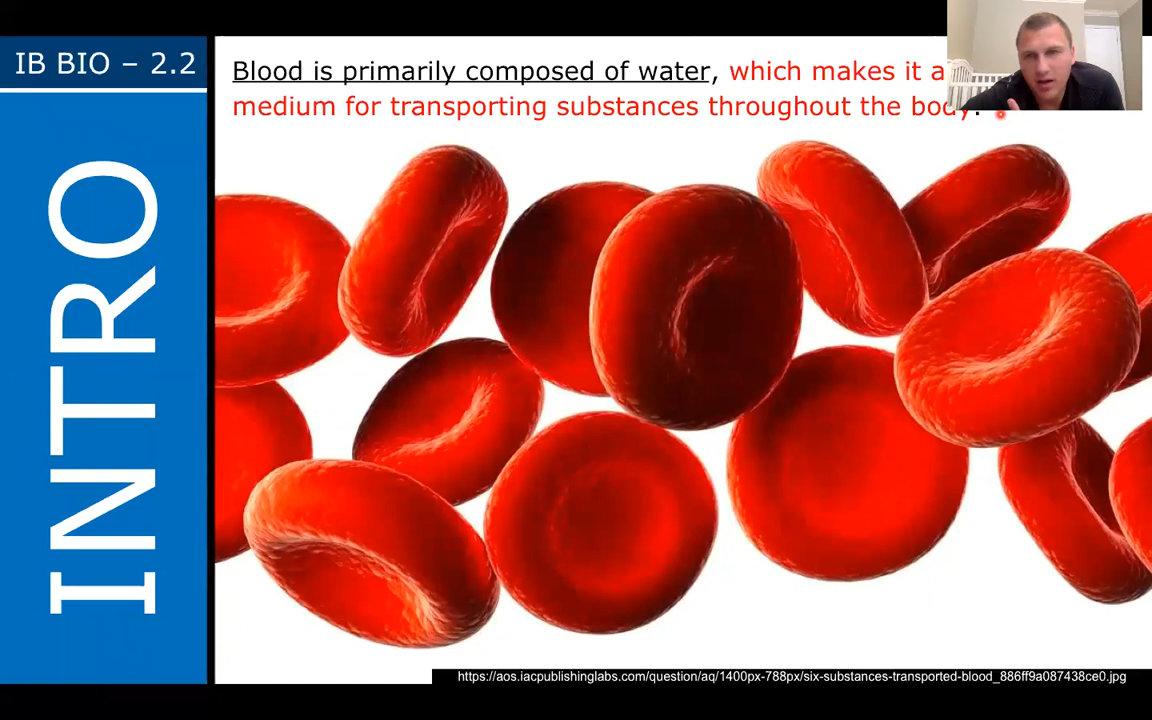 IB BIO – 2.2
INTRO
Blood is primarily composed of water, which makes it a
medium for transporting substances throughout the body.
https://aos.iacpublishinglabs.com/question/aq/1400px-788px/six-substances-transported-blood_886ff9a087438ce0.jpg